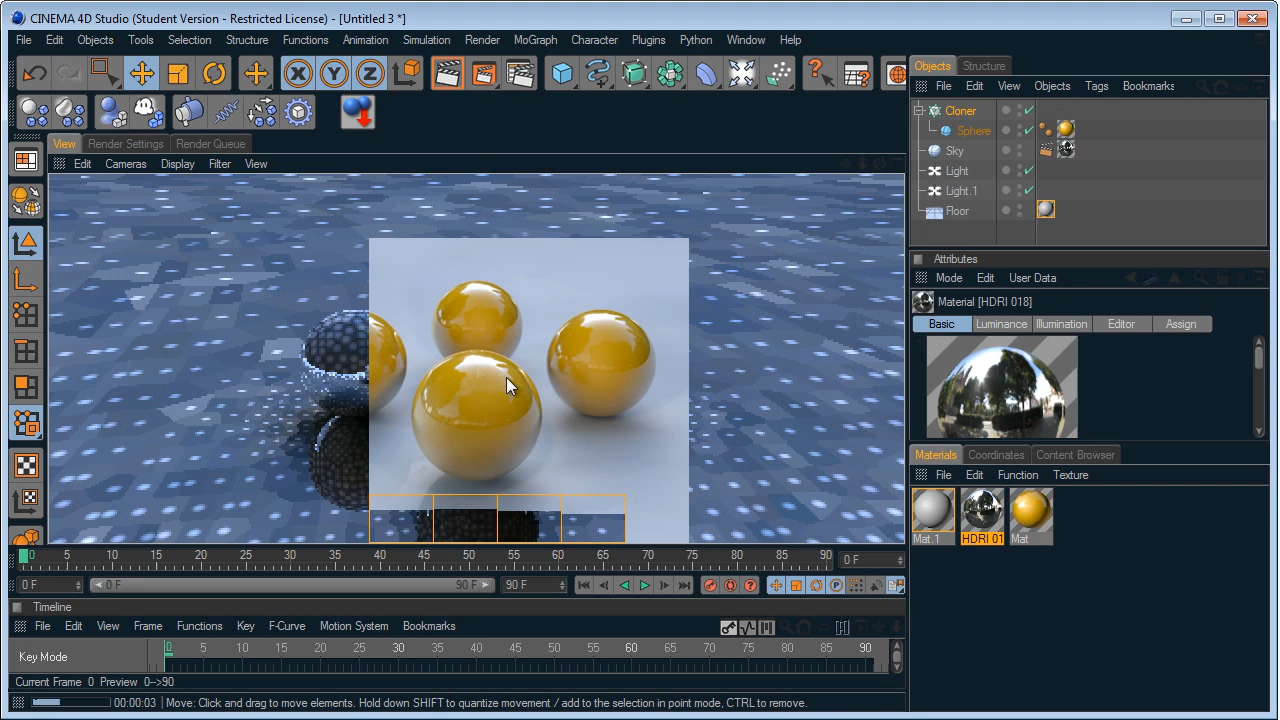 CINEMA 4D Studio (Student Version - Restricted License) - [Untitled 3 *]
File Edit Objects Tools Selection Structure Functions Animation Simulation Render MoGraph Character Plugins Python Window Help
View Render Settings Render Queue
Edit Cameras Display Filter View
Objects Structure
File Edit View Objects Tags Bookmarks
Cloner
Sphere
Sky
Light
Light.1
Floor
Attributes
Mode Edit User Data
Material [HDRI 018]
Basic Luminance Illumination Editor Assign
Materials Coordinates Content Browser
File Edit Function Texture
Mat.1 HDRI 01 Mat
0 5 10 15 20 25 30 35 40 45 50 55 60 65 70 75 80 85 90 0 F
0 F 0 F 90 F 90 F
Timeline
File Edit View Frame Functions Key F-Curve Motion System Bookmarks
Key Mode 0 5 10 15 20 25 30 35 40 45 50 55 60 65 70 75 80 85 90
Current Frame 0 Preview 0-->90
00:00:03 Move: Click and drag to move elements. Hold down SHIFT to quantize movement / add to the selection in point mode, CTRL to remove.